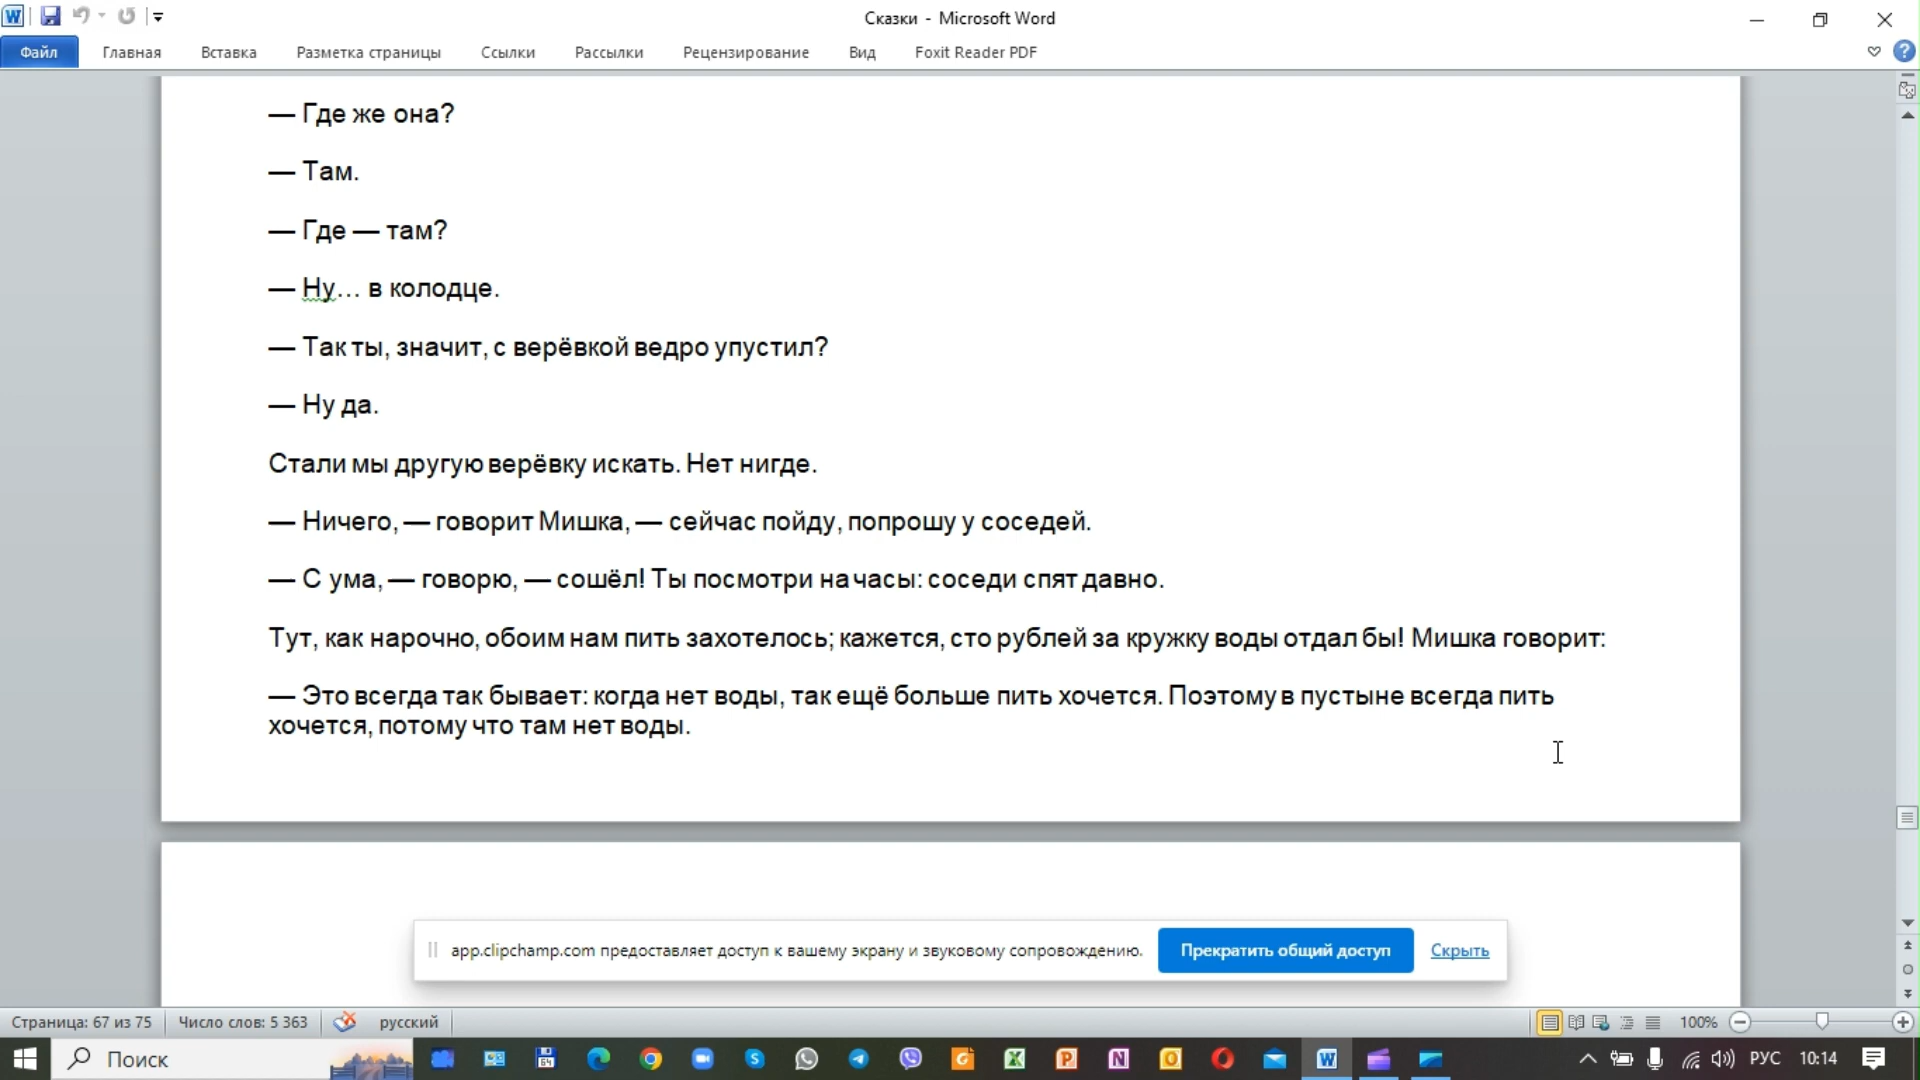 Сказки - Microsoft Word
Файл Главная Вставка Разметка страницы Ссылки Рассылки Рецензирование Вид Foxit Reader PDF
— Где же она?
— Там.
— Где — там?
— Ну… в колодце.
— Так ты, значит, с верёвкой ведро упустил?
— Ну да.
Стали мы другую верёвку искать. Нет нигде.
— Ничего, — говорит Мишка, — сейчас пойду, попрошу у соседей.
— С ума, — говорю, — сошёл! Ты посмотри на часы: соседи спят давно.
Тут, как нарочно, обоим нам пить захотелось; кажется, сто рублей за кружку воды отдал бы! Мишка говорит:
— Это всегда так бывает: когда нет воды, так ещё больше пить хочется. Поэтому в пустыне всегда пить
хочется, потому что там нет воды.
app.clipchamp.com предоставляет доступ к вашему экрану и звуковому сопровождению. Прекратить общий доступ Скрыть
Страница: 67 из 75 Число слов: 5 363 русский 100%
Поиск РУС 10:14